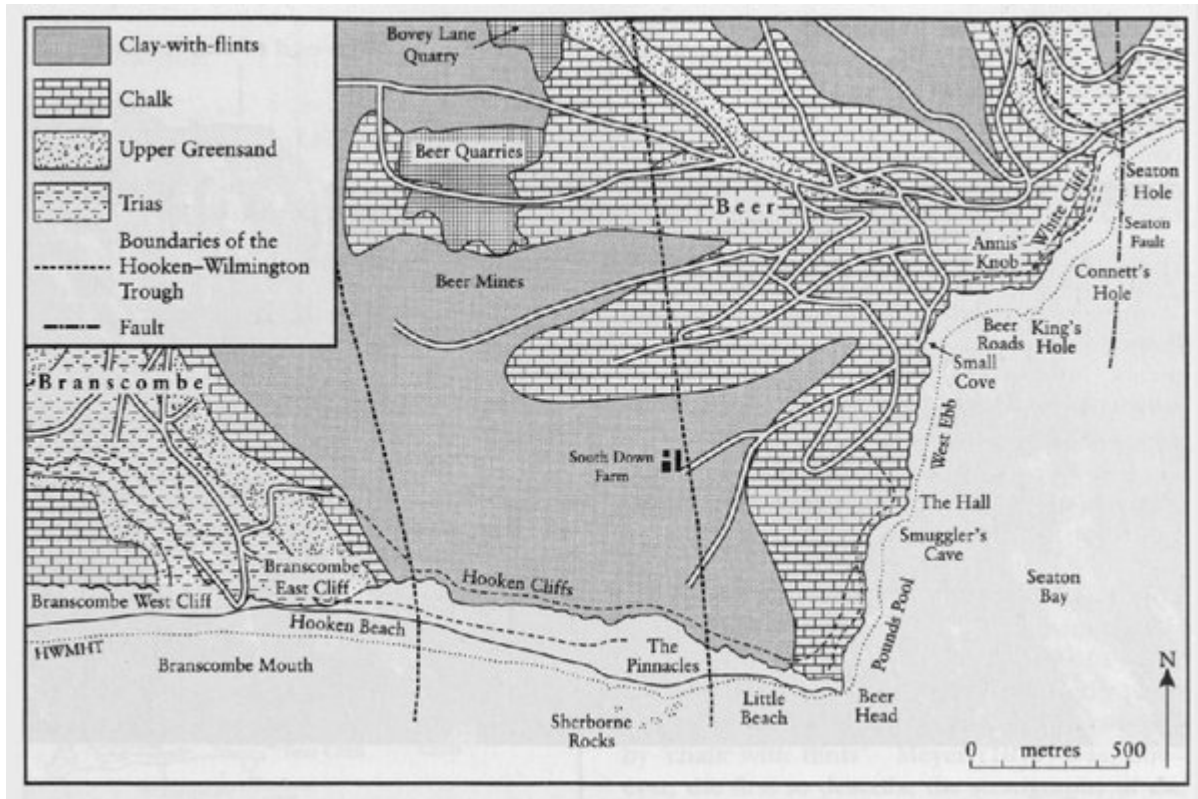 Clay-with-flints
Chalk
Upper Greensand
Trias
Boundaries of the
Hooken–Wilmington
Trough
Fault
Bovey Lane
Quarry
Beer Quarries
Beer
Beer Mines
Seaton
Hole
White Cliff
Seaton
Fault
Annis'
Knob
Connett's
Hole
Beer
Roads
King's
Hole
Small
Cove
Branscombe
West Ebb
South Down
Farm
The Hall
Smuggler's
Cave
Seaton
Bay
Branscombe
East Cliff
Hooken Cliffs
Branscombe West Cliff
Hooken Beach
Pounds Pool
HWMHT
The
Pinnacles
Branscombe Mouth
Little
Beach
Beer
Head
Sherborne
Rocks
N
0 metres 500